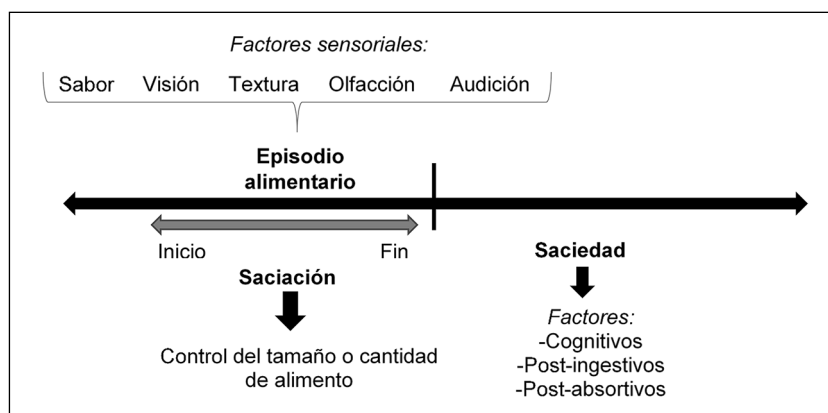 Factores sensoriales:
Sabor Visión Textura Olfacción Audición
Episodio
alimentario
Inicio Fin
Saciación
Control del tamaño o cantidad
de alimento
Saciedad
Factores:
-Cognitivos
-Post-ingestivos
-Post-absortivos